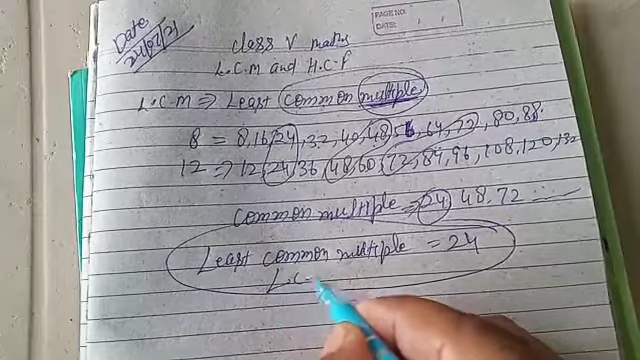 Date
24/07/21
PAGE NO:
DATE: / /
class V maths
L.C.M and H.C.F
L.C.M ⇒ Least common multiple
8 = 8,16,24,32,40,48,56,64,72,80,88.
12 ⇒ 12,24,36,48,60,72,84,96,108,120,132
common multiple = 24,48,72
Least common multiple = 24
L.C